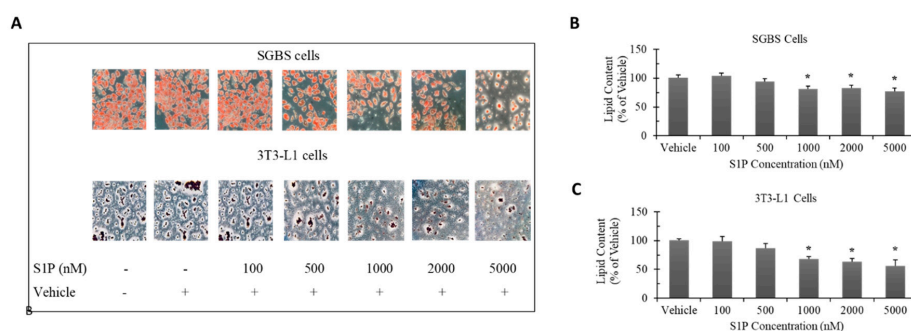 A
SGBS cells
3T3-L1 cells
S1P (nM) - - 100 500 1000 2000 5000
Vehicle - + + + + + +
B
B
SGBS Cells
Lipid Content
(% of Vehicle)
150
100
50
0
* * *
Vehicle 100 500 1000 2000 5000
S1P Concentration (nM)
C
3T3-L1 Cells
Lipid Content
(% of Vehicle)
150
100
50
0
* * *
Vehicle 100 500 1000 2000 5000
S1P Concentration (nM)